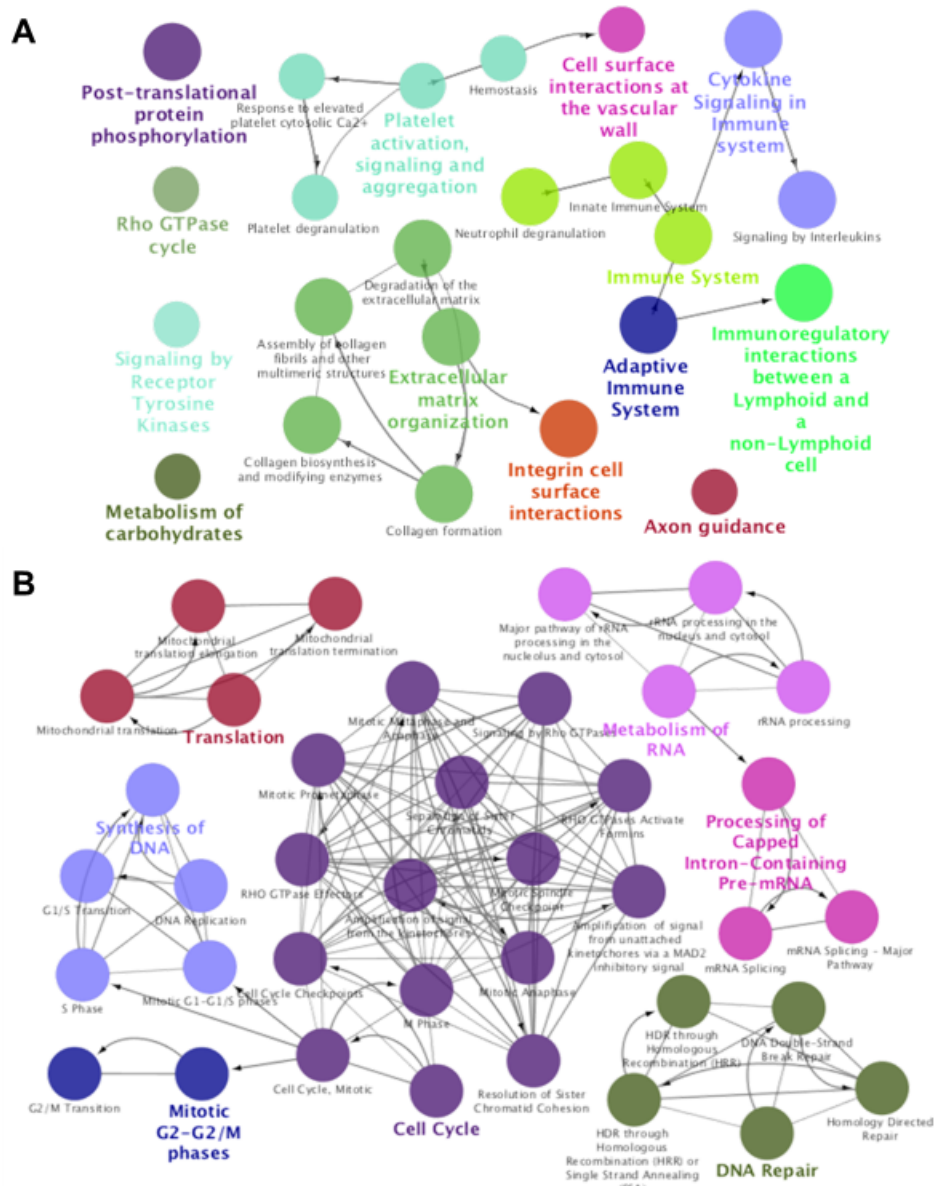 A
Post-translational
protein
phosphorylation
Response to elevated
platelet cytosolic Ca2+
Platelet
activation,
signaling and
aggregation
Hemostasis
Cell surface
interactions at
the vascular
wall
Cytokine
Signaling in
Immune
system
Rho GTPase
cycle
Platelet degranulation
Neutrophil degranulation
Innate Immune System
Signaling by Interleukins
Immune System
Degradation of the
extracellular matrix
Signaling by
Receptor
Tyrosine
Kinases
Assembly of collagen
fibrils and other
multimeric structures
Extracellular
matrix
organization
Adaptive
Immune
System
Immunoregulatory
interactions
between a
Lymphoid and
a
non-Lymphoid
cell
Metabolism of
carbohydrates
Collagen biosynthesis
and modifying enzymes
Collagen formation
Integrin cell
surface
interactions
Axon guidance
B
Mitochondrial
translation elongation
Mitochondrial
translation termination
Mitochondrial translation
Translation
Major pathway of rRNA
processing in the
nucleolus and cytosol
rRNA processing in the
nucleus and cytosol
Metabolism of
RNA
rRNA processing
Mitotic Metaphase and
Anaphase
Signaling by Rho GTPases
Mitotic Prometaphase
Separation of Sister
Chromatids
RHO GTPases Activate
Formins
Synthesis of
DNA
G1/S Transition
DNA Replication
S Phase
Mitotic G1-G1/S phases
RHO GTPase Effectors
Amplification of signal
from the kinetochores
Mitotic Spindle
Checkpoint
Amplification of signal
from unattached
kinetochores via a MAD2
inhibitory signal
Processing of
Capped
Intron-Containing
Pre-mRNA
mRNA Splicing
mRNA Splicing - Major
Pathway
Cell Cycle Checkpoints
M Phase
Mitotic Anaphase
G2/M Transition
Mitotic
G2-G2/M
phases
Cell Cycle, Mitotic
Cell Cycle
Resolution of Sister
Chromatid Cohesion
HDR through
Homologous
Recombination (HRR)
DNA Double-Strand
Break Repair
HDR through
Homologous
Recombination (HRR) or
Single Strand Annealing
DNA Repair
Homology Directed
Repair